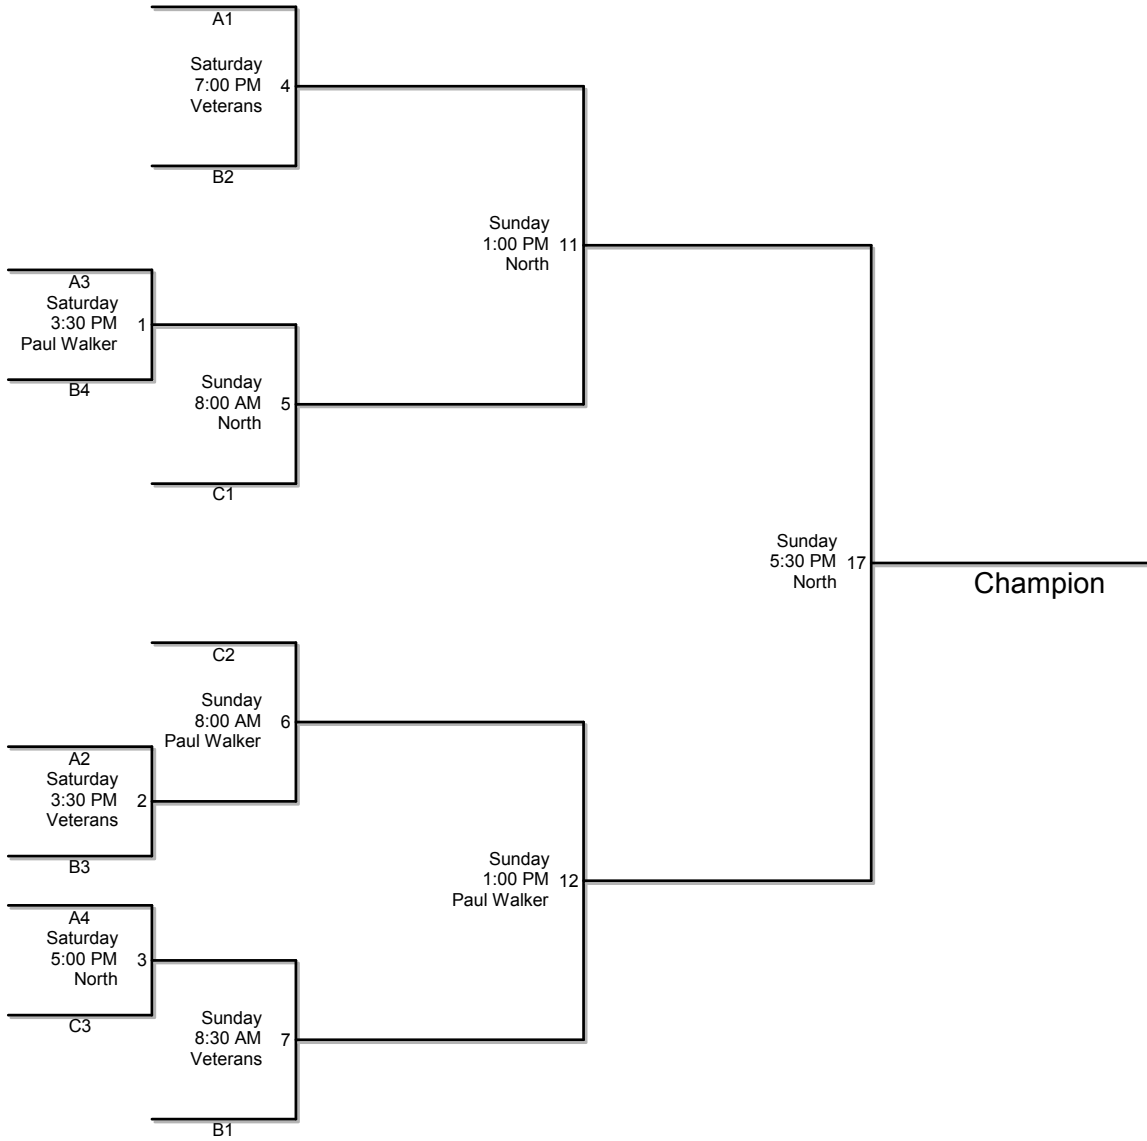 A1
Saturday
7:00 PM 4
Veterans
B2
Sunday
1:00 PM 11
North
A3
Saturday
3:30 PM 1
Paul Walker
B4
Sunday
8:00 AM 5
North
C1
Sunday
5:30 PM 17
North
Champion
C2
Sunday
8:00 AM 6
Paul Walker
A2
Saturday
3:30 PM 2
Veterans
B3
Sunday
1:00 PM 12
Paul Walker
A4
Saturday
5:00 PM 3
North
C3
Sunday
8:30 AM 7
Veterans
B1